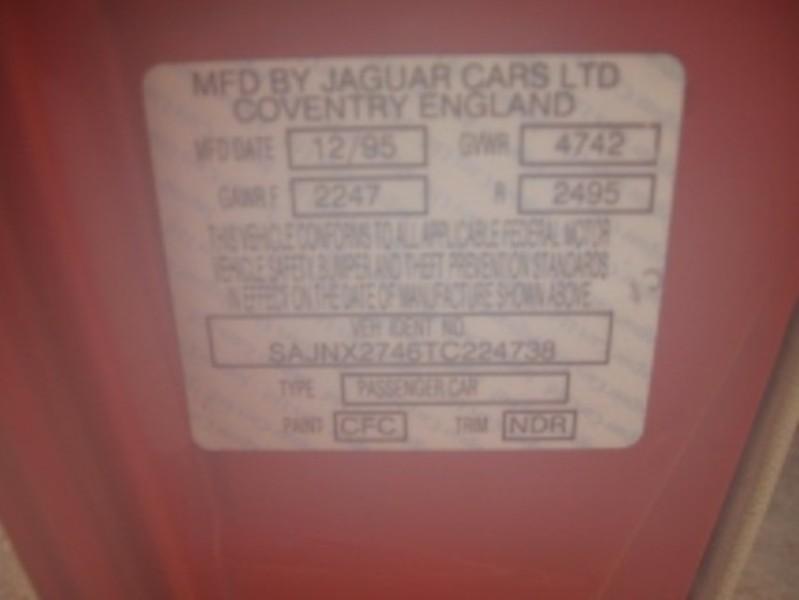 MFD BY JAGUAR CARS LTD
COVENTRY ENGLAND
MFD DATE 12/95 GVWR 4742
GAWR F 2247 R 2495
THIS VEHICLE CONFORMS TO ALL APPLICABLE FEDERAL MOTOR
VEHICLE SAFETY, BUMPER, AND THEFT PREVENTION STANDARDS
IN EFFECT ON THE DATE OF MANUFACTURE SHOWN ABOVE.
VEH IDENT NO.
SAJNX2746TC224738
TYPE PASSENGER CAR
PAINT CFC TRIM NDR